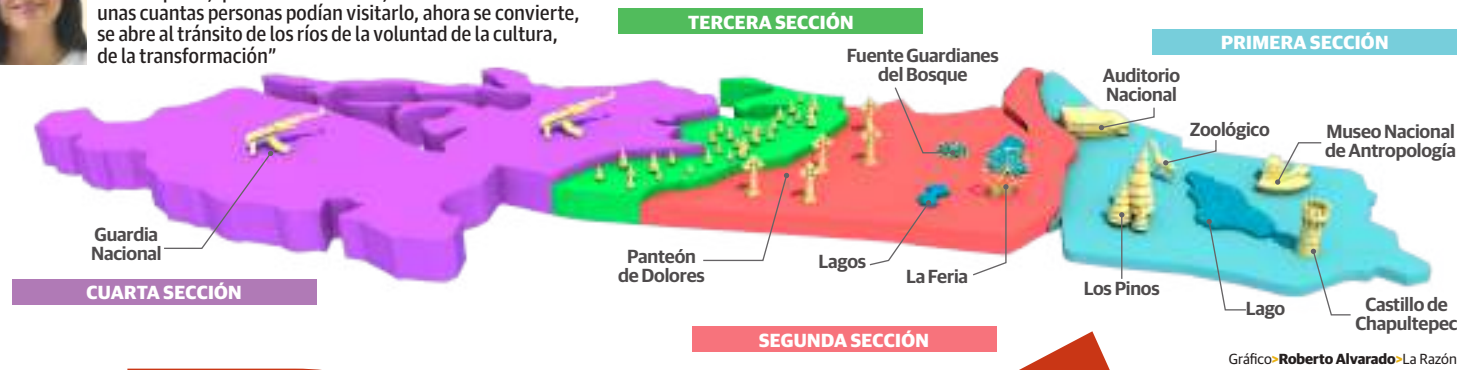 unas cuantas personas podían visitarlo, ahora se convierte,
se abre al tránsito de los ríos de la voluntad de la cultura,
de la transformación”
TERCERA SECCIÓN
PRIMERA SECCIÓN
Fuente Guardianes
del Bosque
Auditorio
Nacional
Zoológico
Museo Nacional
de Antropología
Guardia
Nacional
Panteón
de Dolores
Lagos
La Feria
Los Pinos
Lago
Castillo de
Chapultepec
CUARTA SECCIÓN
SEGUNDA SECCIÓN
Gráfico>Roberto Alvarado>La Razón